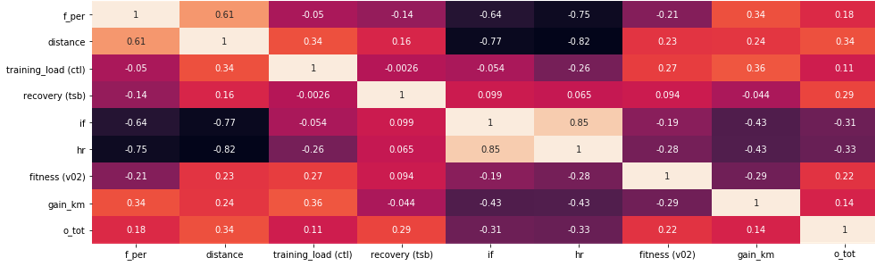 f_per 1 0.61 -0.05 -0.14 -0.64 -0.75 -0.21 0.34 0.18
distance 0.61 1 0.34 0.16 -0.77 -0.82 0.23 0.24 0.34
training_load (ctl) -0.05 0.34 1 -0.0026 -0.054 -0.26 0.27 0.36 0.11
recovery (tsb) -0.14 0.16 -0.0026 1 0.099 0.065 0.094 -0.044 0.29
if -0.64 -0.77 -0.054 0.099 1 0.85 -0.19 -0.43 -0.31
hr -0.75 -0.82 -0.26 0.065 0.85 1 -0.28 -0.43 -0.33
fitness (v02) -0.21 0.23 0.27 0.094 -0.19 -0.28 1 -0.29 0.22
gain_km 0.34 0.24 0.36 -0.044 -0.43 -0.43 -0.29 1 0.14
o_tot 0.18 0.34 0.11 0.29 -0.31 -0.33 0.22 0.14 1
f_per distance training_load (ctl) recovery (tsb) if hr fitness (v02) gain_km o_tot